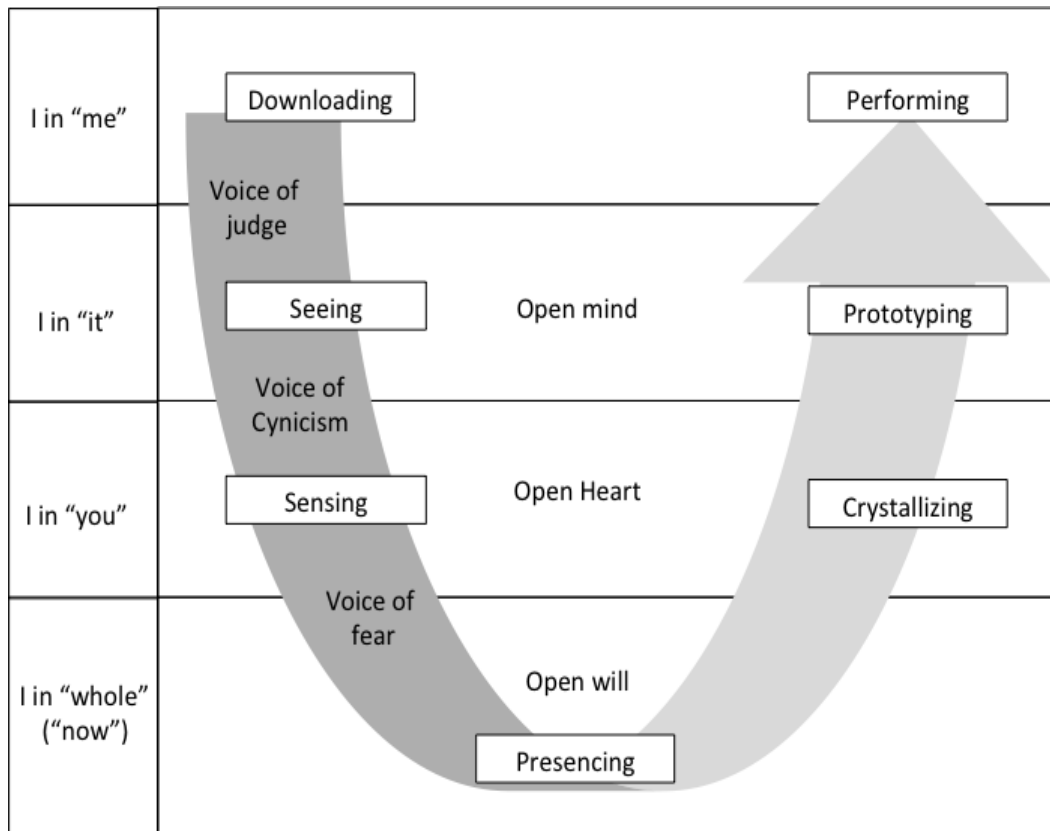 I in “me”
Downloading
Performing
Voice of
judge
I in “it”
Seeing
Open mind
Prototyping
Voice of
Cynicism
I in “you”
Sensing
Open Heart
Crystallizing
Voice of
fear
I in “whole”
(“now”)
Open will
Presencing